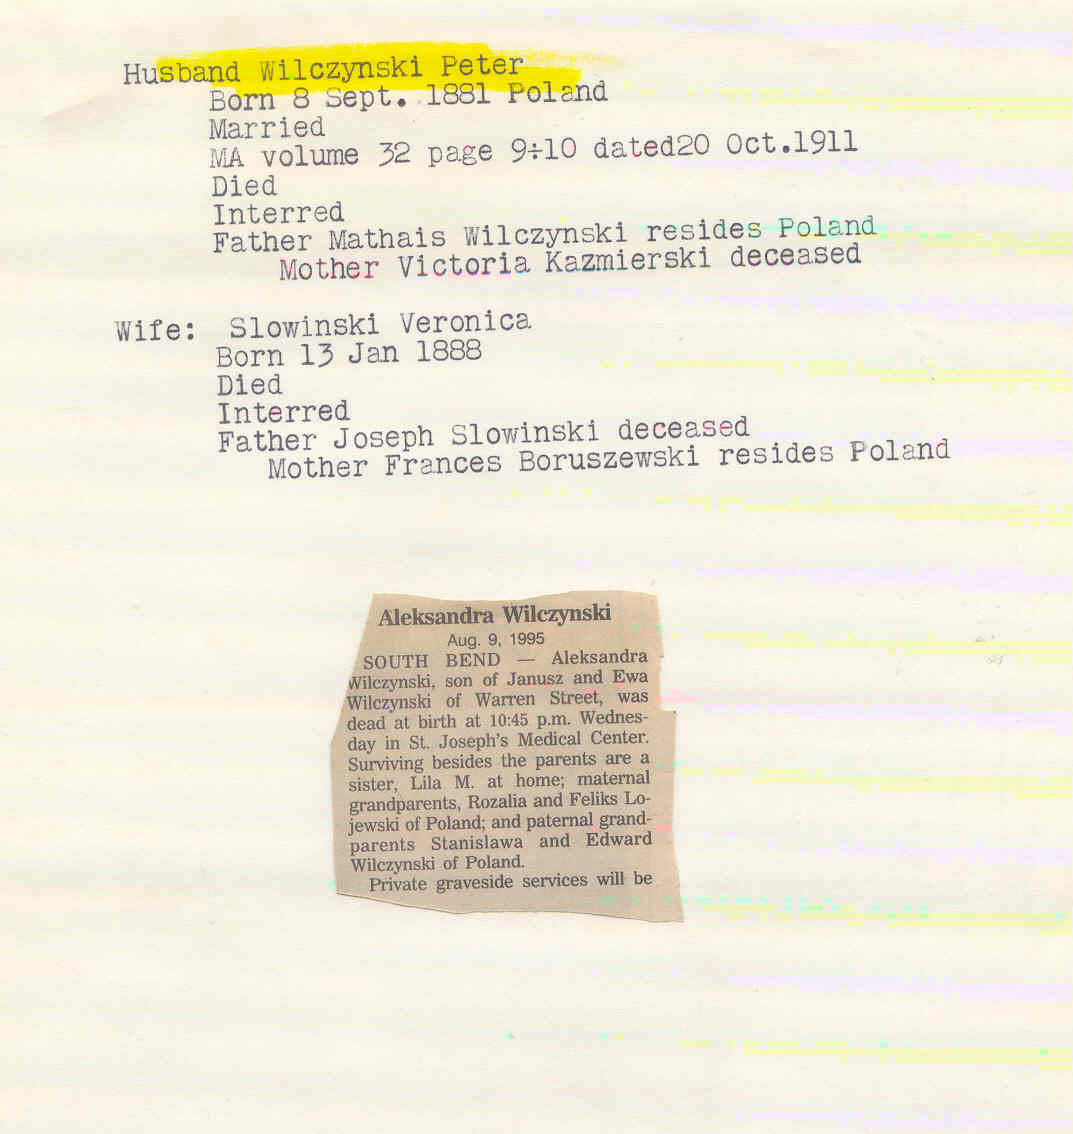 Husband Wilczynski Peter
Born 8 Sept. 1881 Poland
Married
MA volume 32 page 9÷10 dated20 Oct.1911
Died
Interred
Father Mathais Wilczynski resides Poland
Mother Victoria Kazmierski deceased
Wife: Slowinski Veronica
Born 13 Jan 1888
Died
Interred
Father Joseph Slowinski deceased
Mother Frances Boruszewski resides Poland
Aleksandra Wilczynski
Aug. 9, 1995
SOUTH BEND — Aleksandra
Wilczynski, son of Janusz and Ewa
Wilczynski of Warren Street, was
dead at birth at 10:45 p.m. Wednes-
day in St. Joseph's Medical Center.
Surviving besides the parents are a
sister, Lila M. at home; maternal
grandparents, Rozalia and Feliks Lo-
jewski of Poland; and paternal grand-
parents Stanislawa and Edward
Wilczynski of Poland.
Private graveside services will be